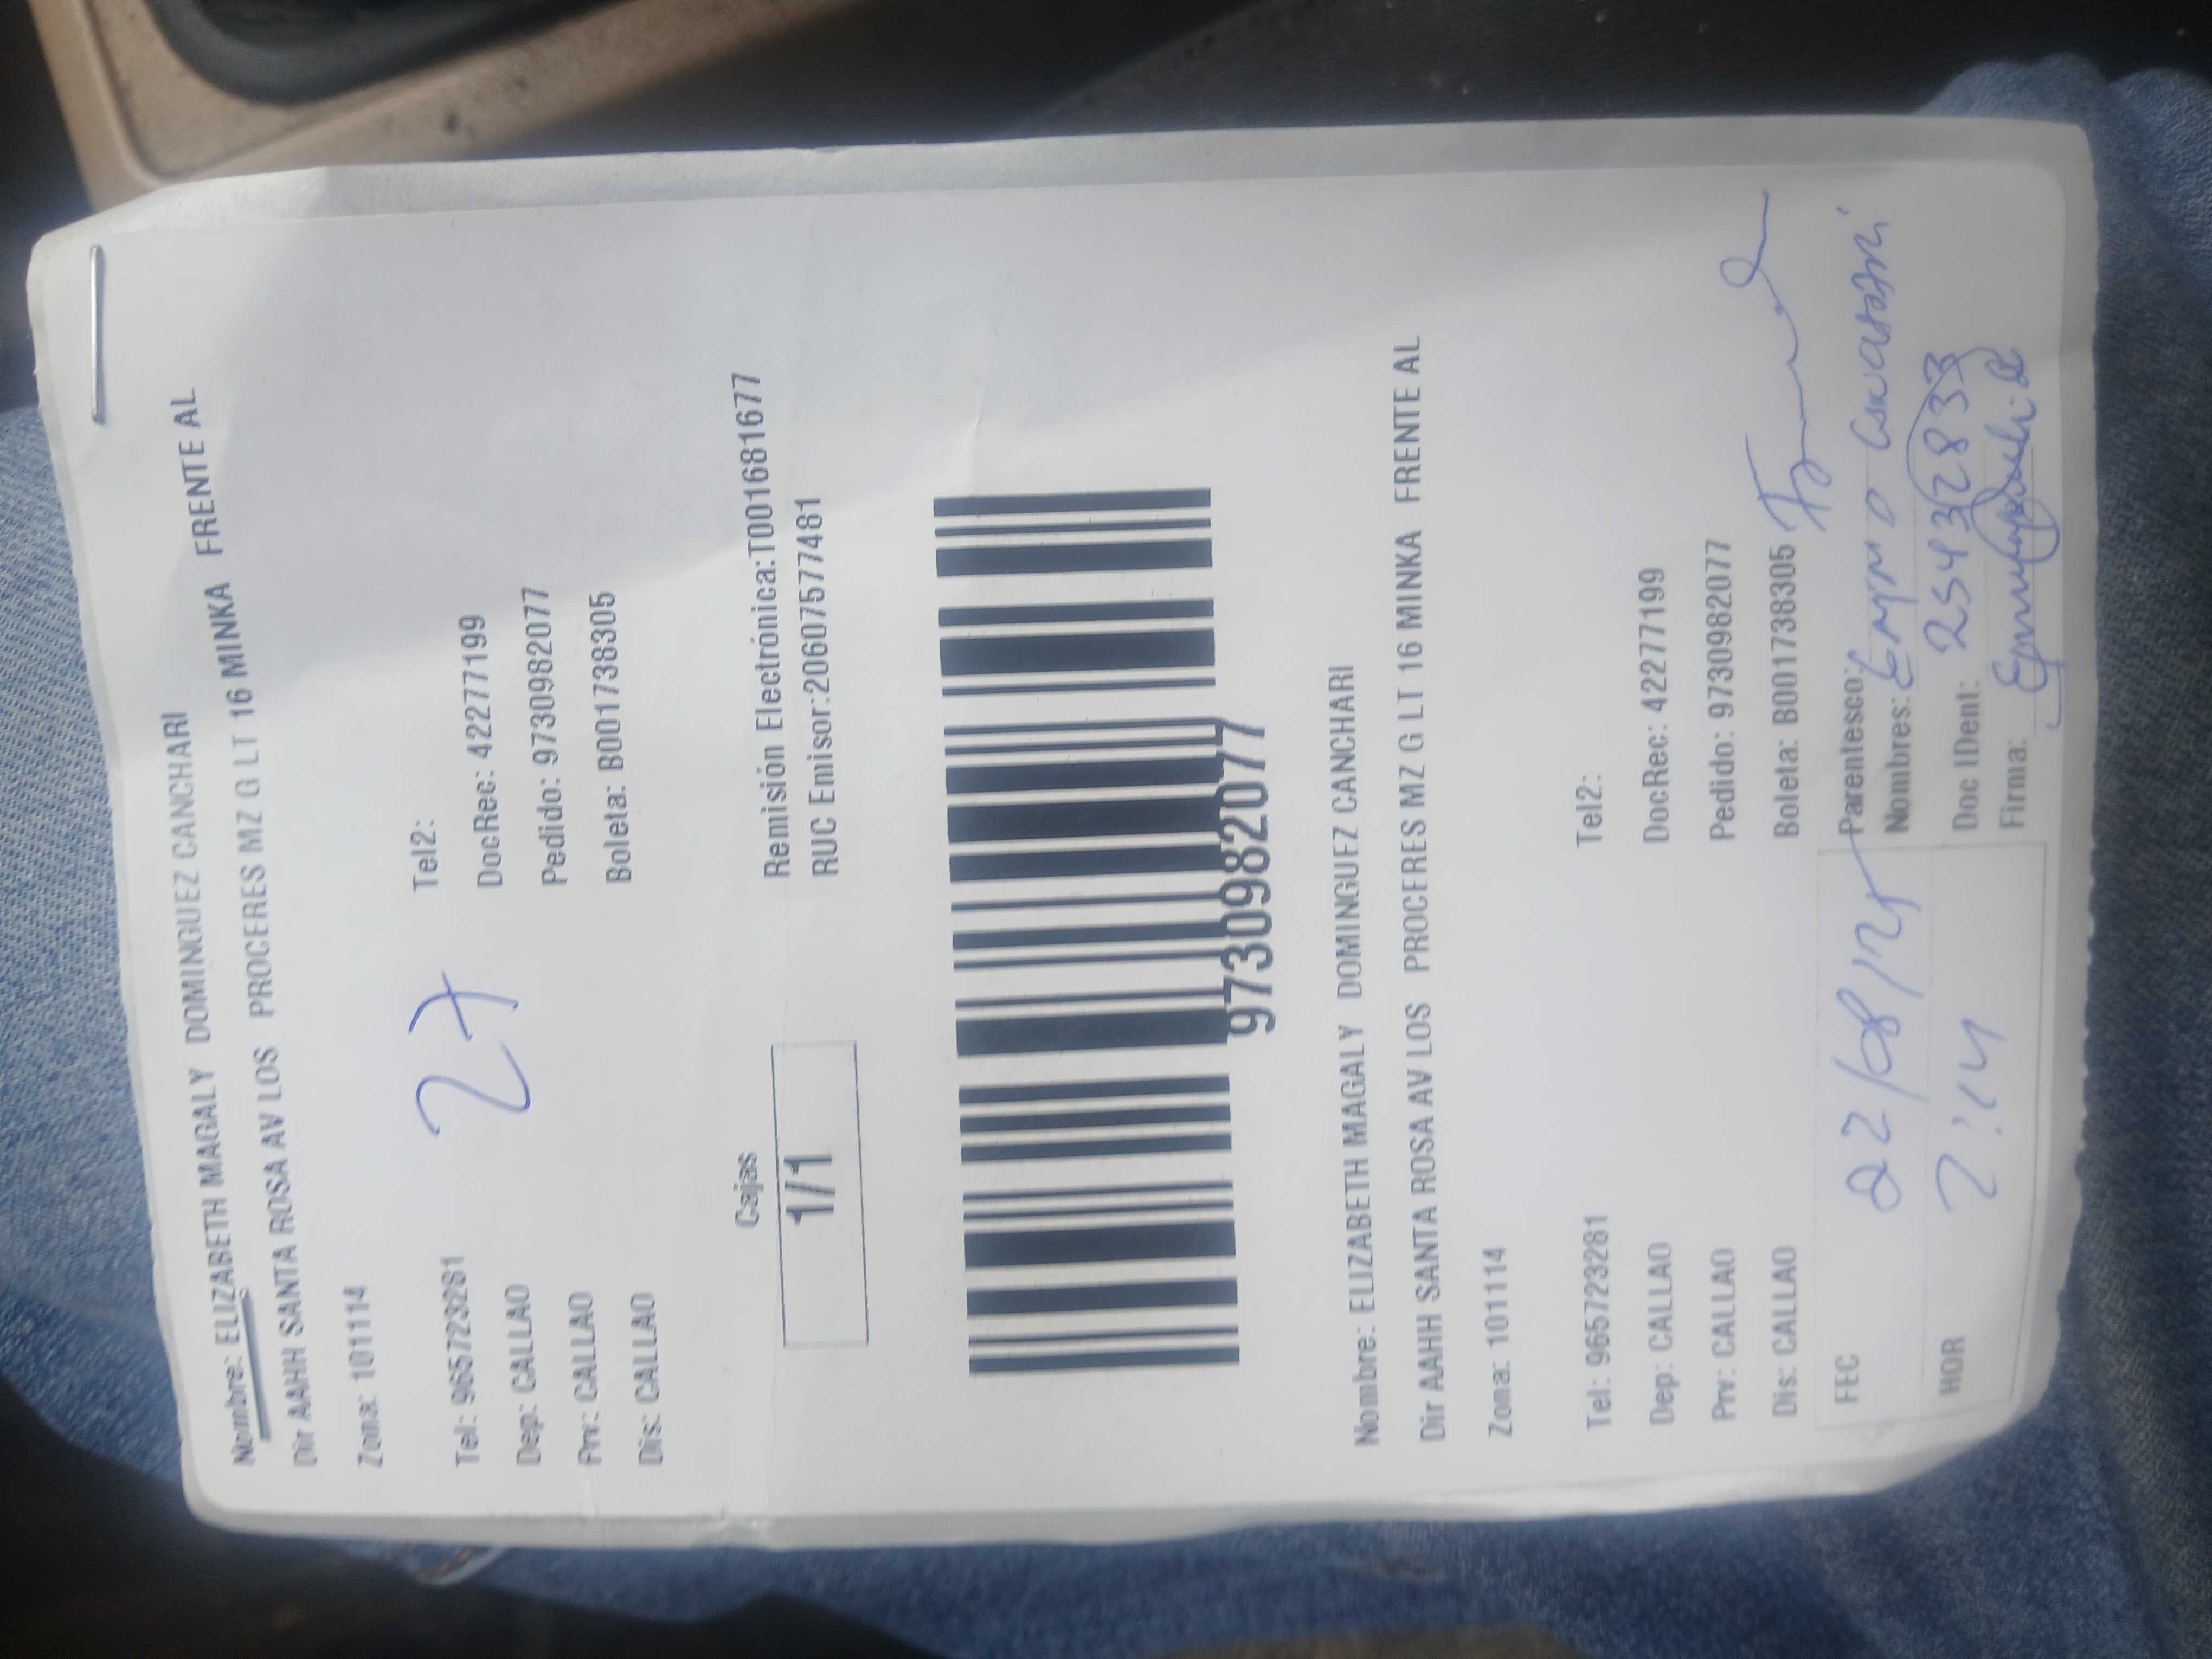 Nombre: ELIZABETH MAGALY DOMINGUEZ CANCHARI
Dir AAHH SANTA ROSA AV LOS PROCERES MZ G LT 16 MINKA FRENTE AL
Zona: 101114
27
Tel: 965723281 Tel2:
Dep: CALLAO DocRec: 42277199
Prv: CALLAO Pedido: 9730982077
Dis: CALLAO Boleta: B001738305
Cajas
1/1
Remisión Electrónica:T001681677
RUC Emisor:20607577481
9730982077
Nombre: ELIZABETH MAGALY DOMINGUEZ CANCHARI
Dir AAHH SANTA ROSA AV LOS PROCERES MZ G LT 16 MINKA FRENTE AL
Zona: 101114
Tel: 965723281 Tel2:
Dep: CALLAO DocRec: 42277199
Prv: CALLAO Pedido: 9730982077
Dis: CALLAO Boleta: B001738305
FEC 22/08/25 Parentesco:
Nombres:
HOR 2:14 Doc IDent: 25432833
Firma: